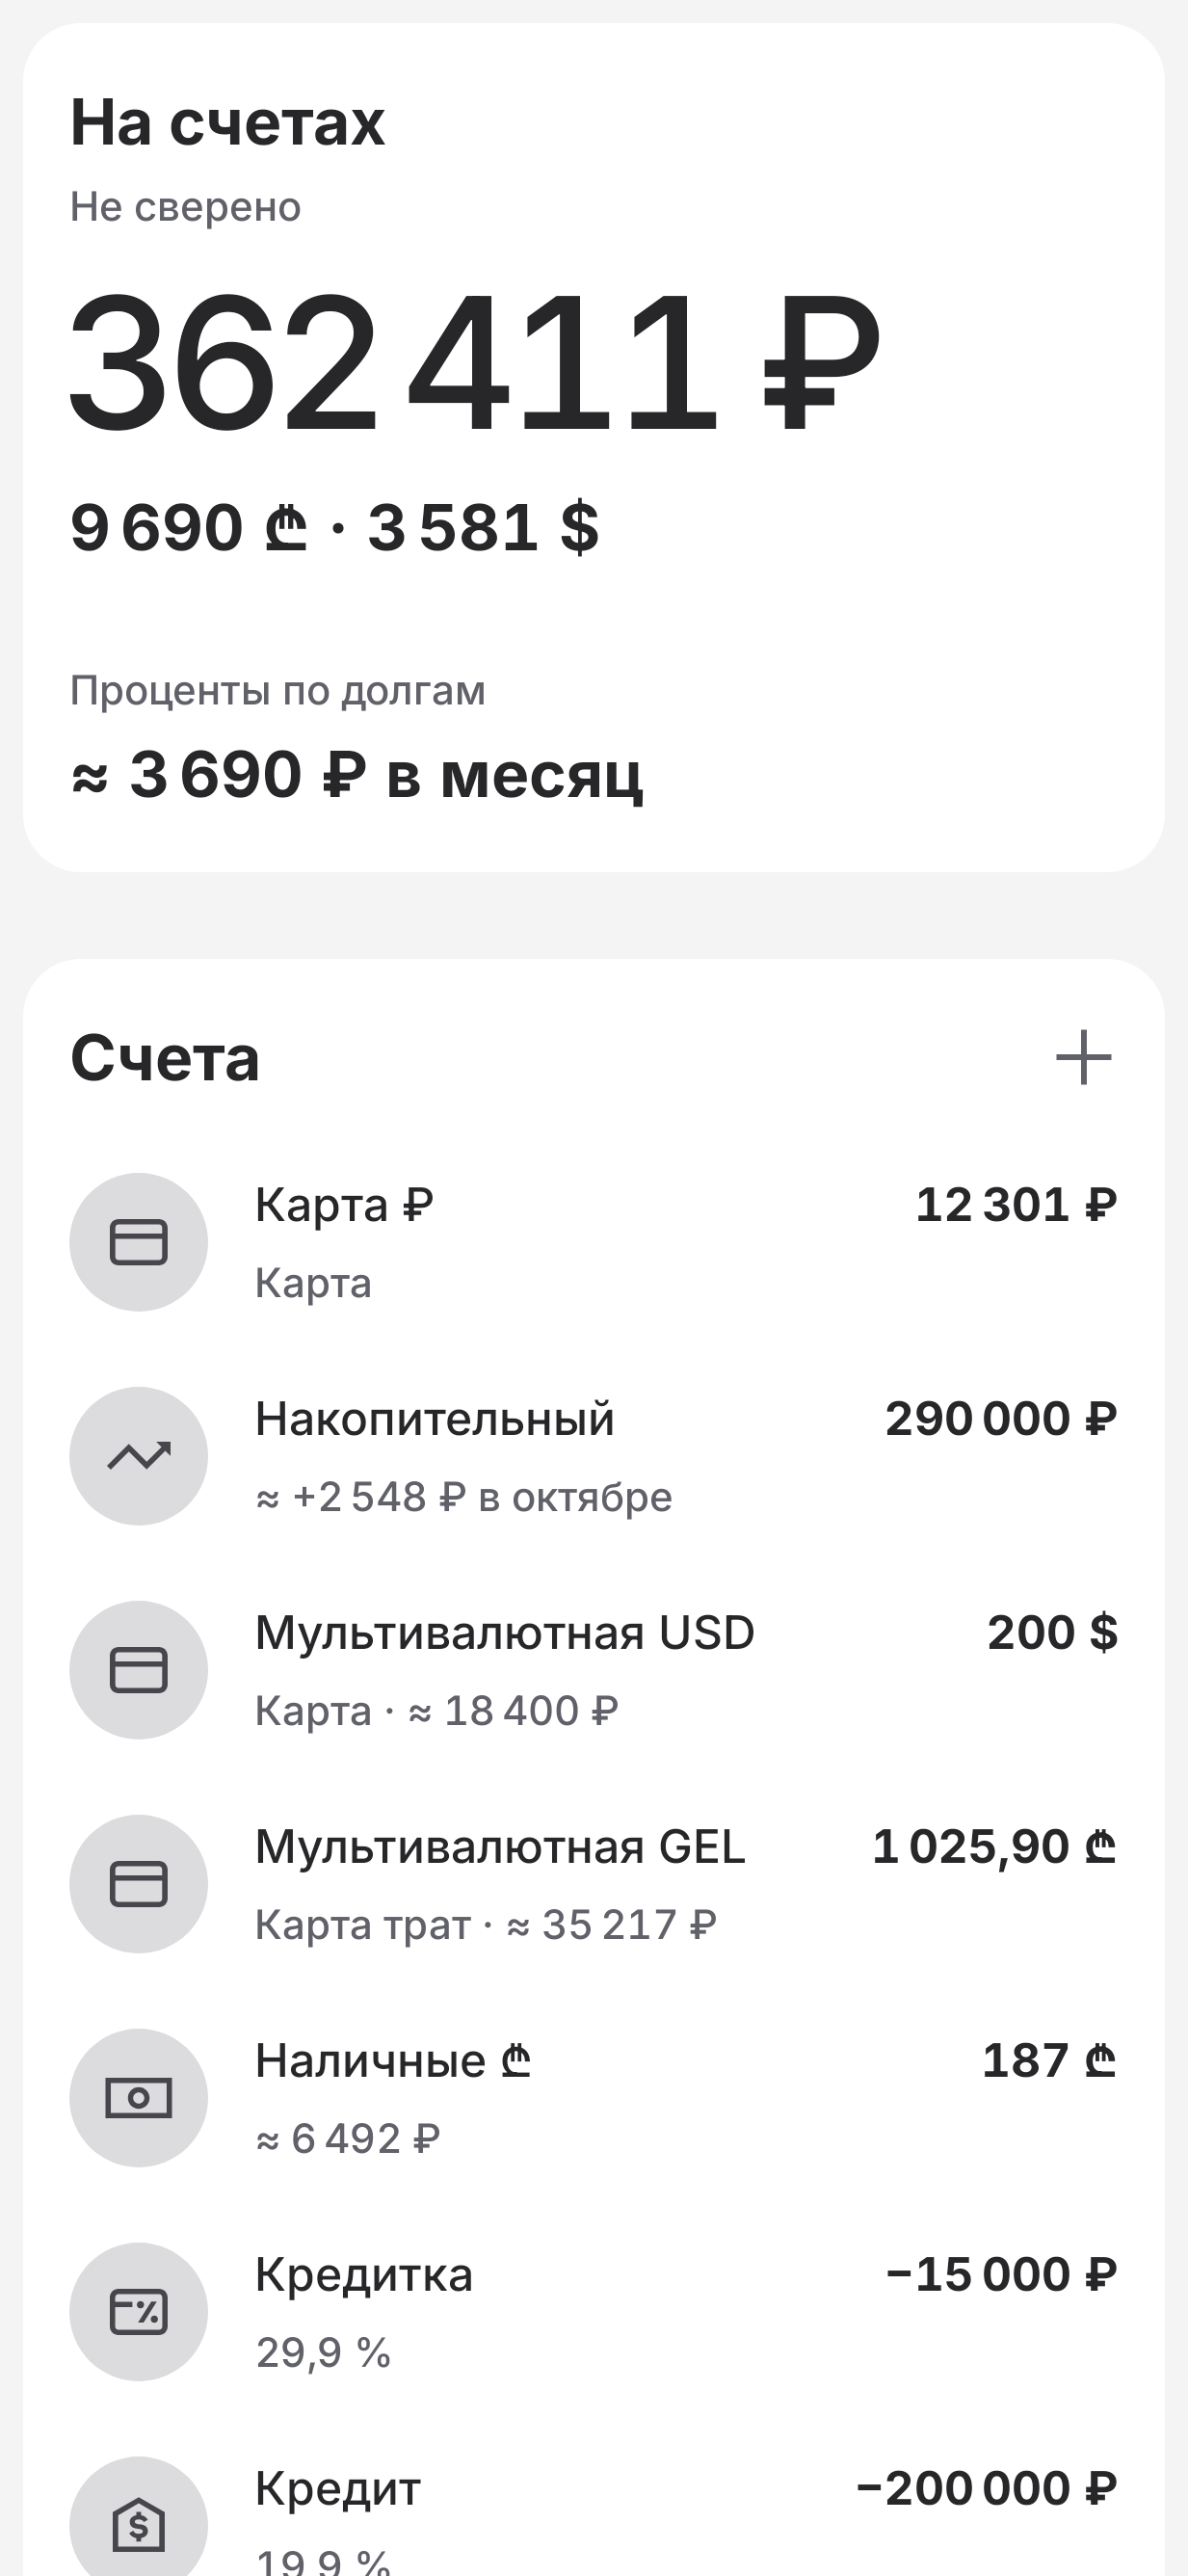 На счетах
Не сверено
362 411 ₽
9 690 ₾ · 3 581 $
Проценты по долгам
≈ 3 690 ₽ в месяц
Счета
Карта ₽ 12 301 ₽
Карта
Накопительный 290 000 ₽
≈ +2 548 ₽ в октябре
Мультивалютная USD 200 $
Карта · ≈ 18 400 ₽
Мультивалютная GEL 1 025,90 ₾
Карта трат · ≈ 35 217 ₽
Наличные ₾ 187 ₾
≈ 6 492 ₽
Кредитка −15 000 ₽
29,9 %
Кредит −200 000 ₽
19,9 %